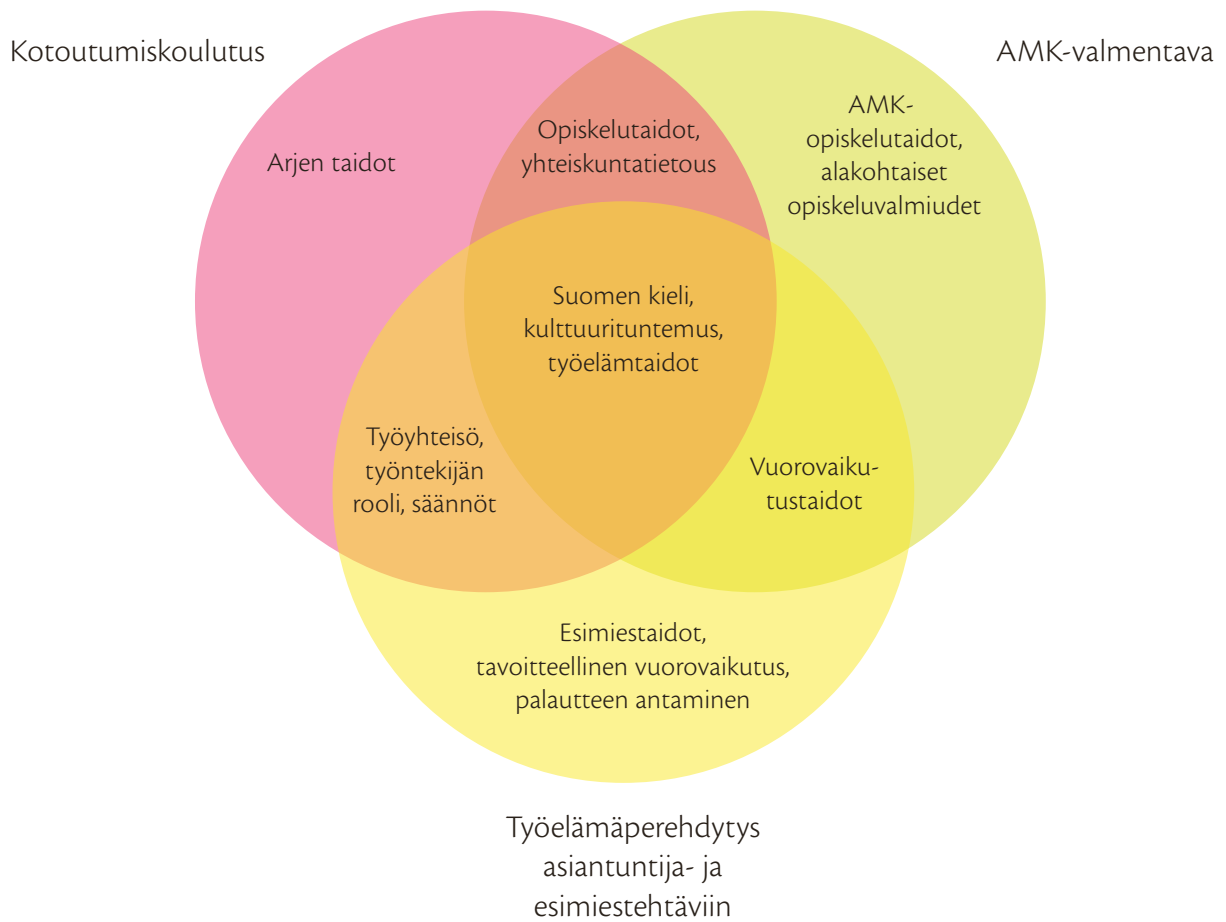 Kotoutumiskoulutus
AMK-valmentava
Arjen taidot
Opiskelutaidot,
yhteiskuntatietous
AMK-
opiskelutaidot,
alakohtaiset
opiskeluvalmiudet
Suomen kieli,
kulttuurituntemus,
työelämtaidot
Työyhteisö,
työntekijän
rooli, säännöt
Vuorovaiku-
tustaidot
Esimiestaidot,
tavoitteellinen vuorovaikutus,
palautteen antaminen
Työelämäperehdytys
asiantuntija- ja
esimiestehtäviin